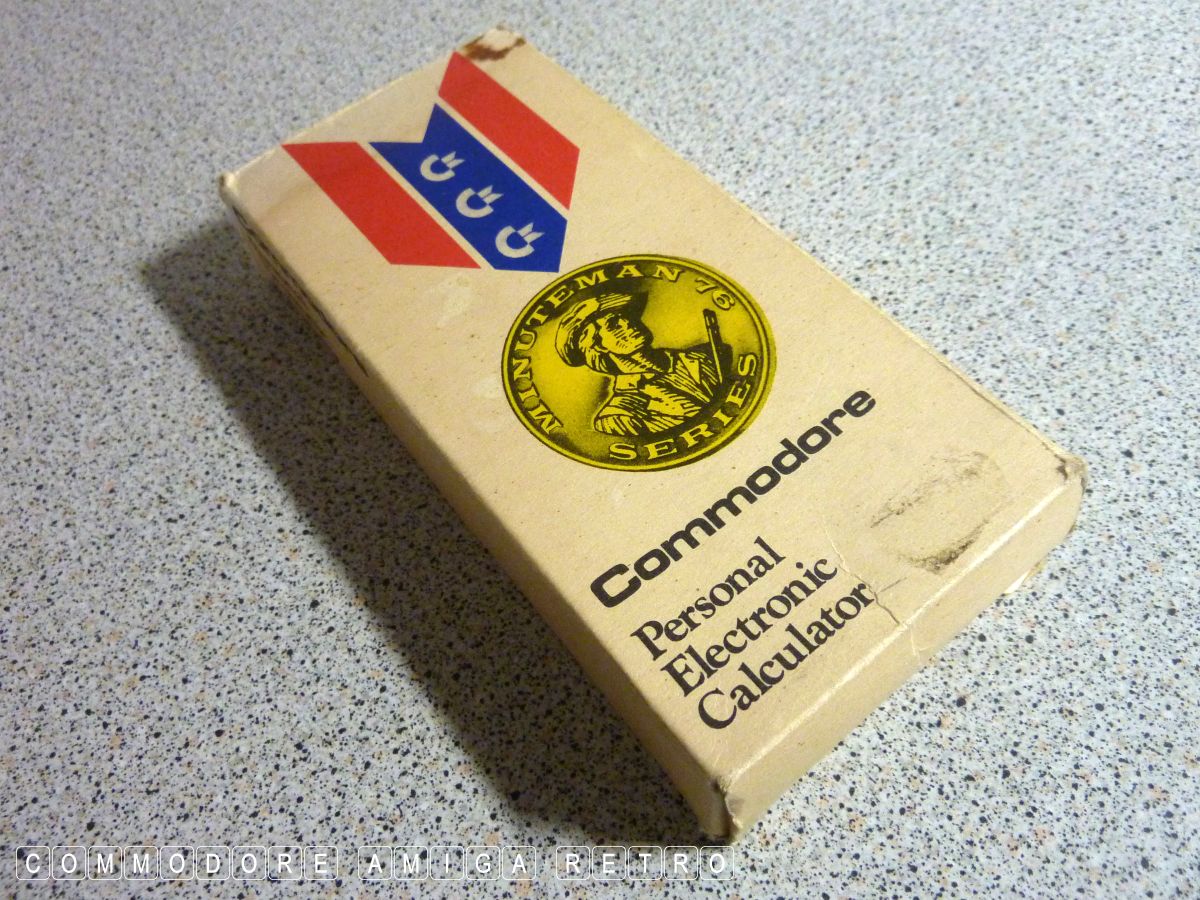 MINUTEMAN 76
SERIES
Commodore
Personal
Electronic
Calculator
COMMODORE AMIGA RETRO